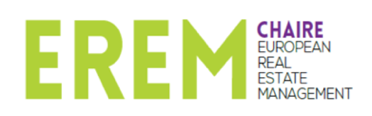 EREM
CHAIRE
EUROPEAN
REAL
ESTATE
MANAGEMENT